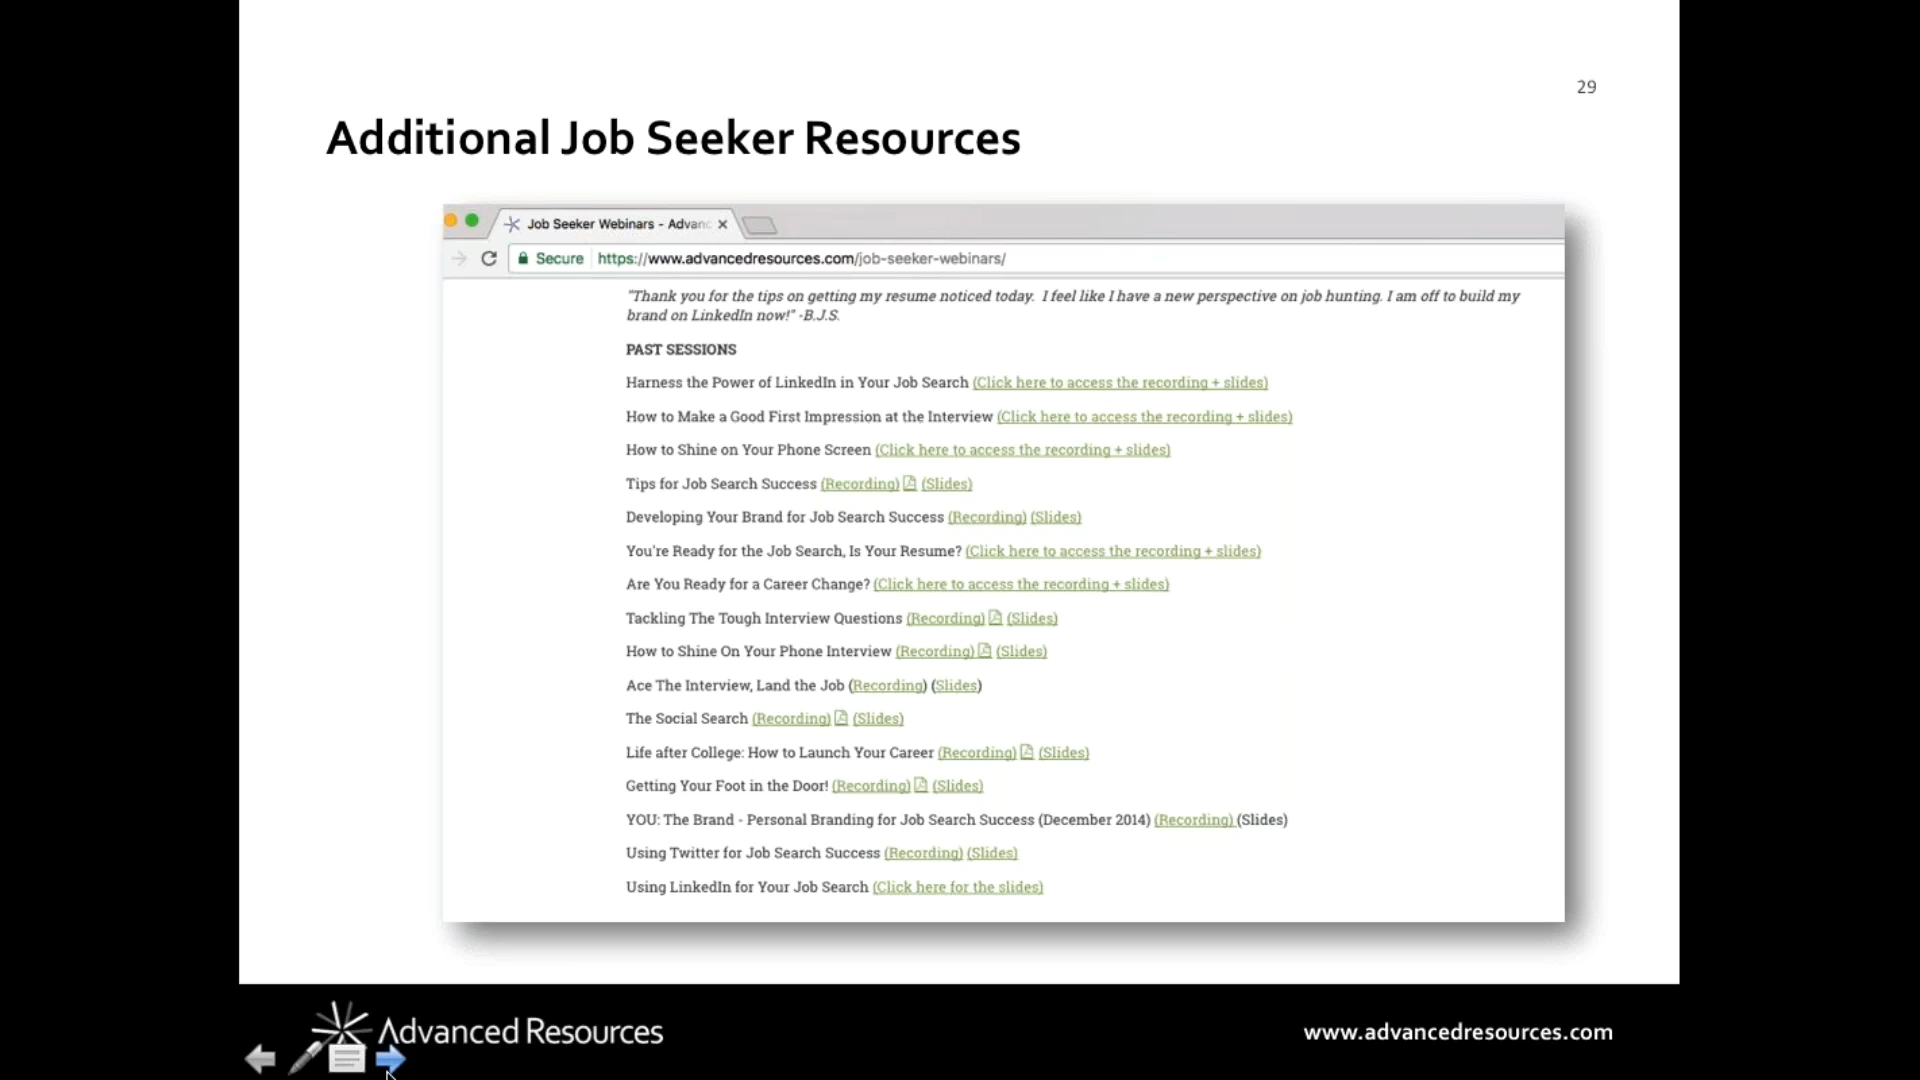 29
Additional Job Seeker Resources
Job Seeker Webinars - Advanc
Secure https://www.advancedresources.com/job-seeker-webinars/
"Thank you for the tips on getting my resume noticed today. I feel like I have a new perspective on job hunting. I am off to build my
brand on LinkedIn now!" -B.J.S.
PAST SESSIONS
Harness the Power of LinkedIn in Your Job Search (Click here to access the recording + slides)
How to Make a Good First Impression at the Interview (Click here to access the recording + slides)
How to Shine on Your Phone Screen (Click here to access the recording + slides)
Tips for Job Search Success (Recording) (Slides)
Developing Your Brand for Job Search Success (Recording) (Slides)
You're Ready for the Job Search, Is Your Resume? (Click here to access the recording + slides)
Are You Ready for a Career Change? (Click here to access the recording + slides)
Tackling The Tough Interview Questions (Recording) (Slides)
How to Shine On Your Phone Interview (Recording) (Slides)
Ace The Interview, Land the Job (Recording) (Slides)
The Social Search (Recording) (Slides)
Life after College: How to Launch Your Career (Recording) (Slides)
Getting Your Foot in the Door! (Recording) (Slides)
YOU: The Brand - Personal Branding for Job Search Success (December 2014) (Recording) (Slides)
Using Twitter for Job Search Success (Recording) (Slides)
Using LinkedIn for Your Job Search (Click here for the slides)
Advanced Resources
www.advancedresources.com